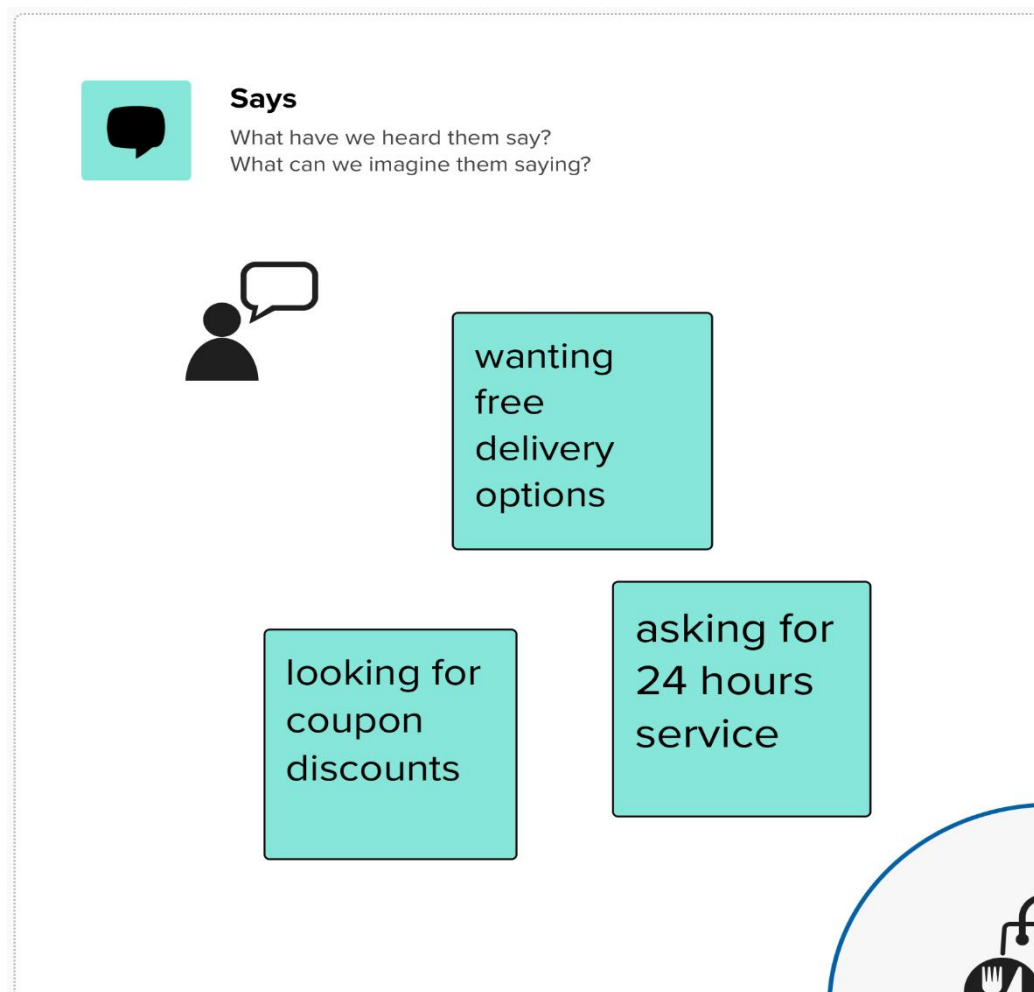 Says
What have we heard them say?
What can we imagine them saying?
wanting
free
delivery
options
looking for
coupon
discounts
asking for
24 hours
service